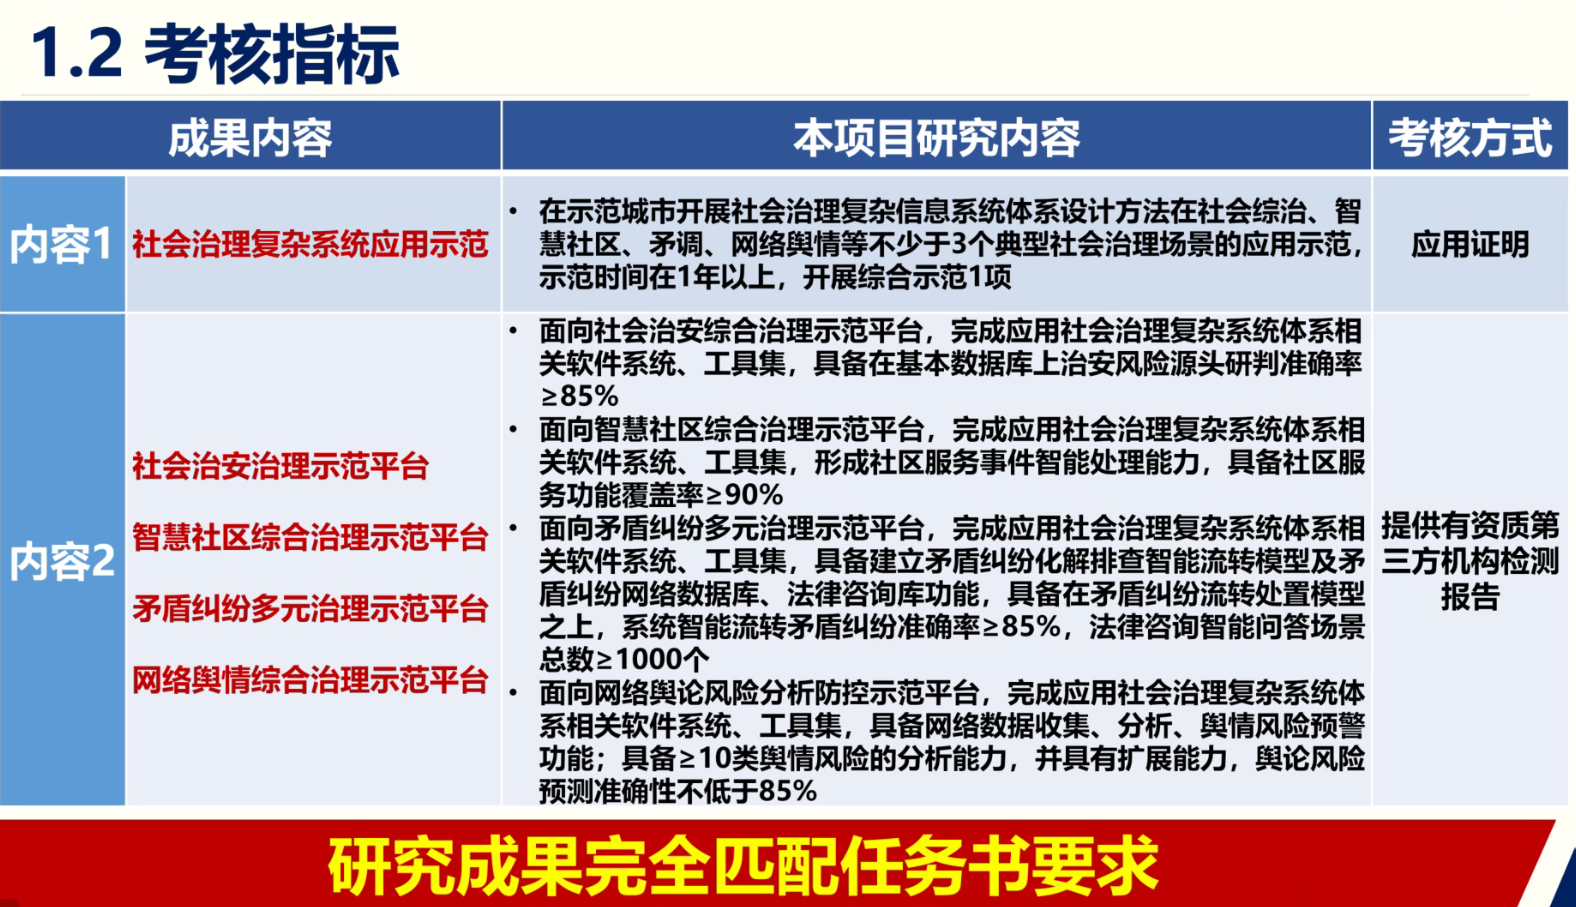 1.2 考核指标
成果内容
本项目研究内容
考核方式
内容1
社会治理复杂系统应用示范
• 在示范城市开展社会治理复杂信息系统体系设计方法在社会综治、智
慧社区、矛调、网络舆情等不少于3个典型社会治理场景的应用示范,
示范时间在1年以上，开展综合示范1项
应用证明
内容2
社会治安治理示范平台
智慧社区综合治理示范平台
矛盾纠纷多元治理示范平台
网络舆情综合治理示范平台
• 面向社会治安综合治理示范平台，完成应用社会治理复杂系统体系相
关软件系统、工具集，具备在基本数据库上治安风险源头研判准确率
≥85%
• 面向智慧社区综合治理示范平台，完成应用社会治理复杂系统体系相
关软件系统、工具集，形成社区服务事件智能处理能力，具备社区服
务功能覆盖率≥90%
• 面向矛盾纠纷多元治理示范平台，完成应用社会治理复杂系统体系相
关软件系统、工具集，具备建立矛盾纠纷化解排查智能流转模型及矛
盾纠纷网络数据库、法律咨询库功能，具备在矛盾纠纷流转处置模型
之上，系统智能流转矛盾纠纷准确率≥85%，法律咨询智能问答场景
总数≥1000个
• 面向网络舆论风险分析防控示范平台，完成应用社会治理复杂系统体
系相关软件系统、工具集，具备网络数据收集、分析、舆情风险预警
功能；具备≥10类舆情风险的分析能力，并具有扩展能力，舆论风险
预测准确性不低于85%
提供有资质第
三方机构检测
报告
研究成果完全匹配任务书要求